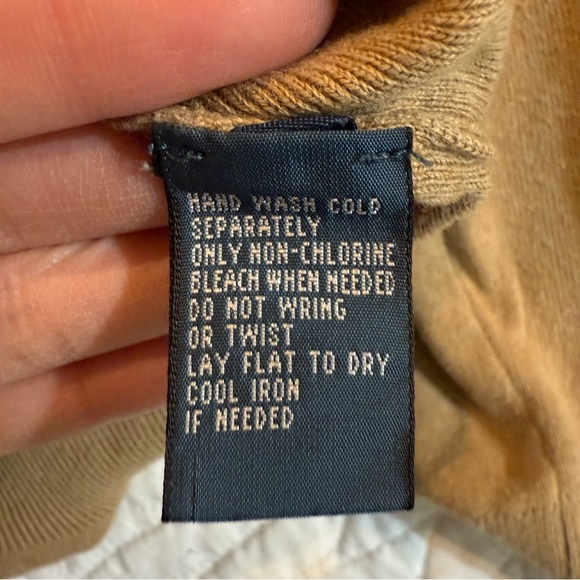 HAND WASH COLD
SEPARATELY
ONLY NON-CHLORINE
BLEACH WHEN NEEDED
DO NOT WRING
OR TWIST
LAY FLAT TO DRY
COOL IRON
IF NEEDED